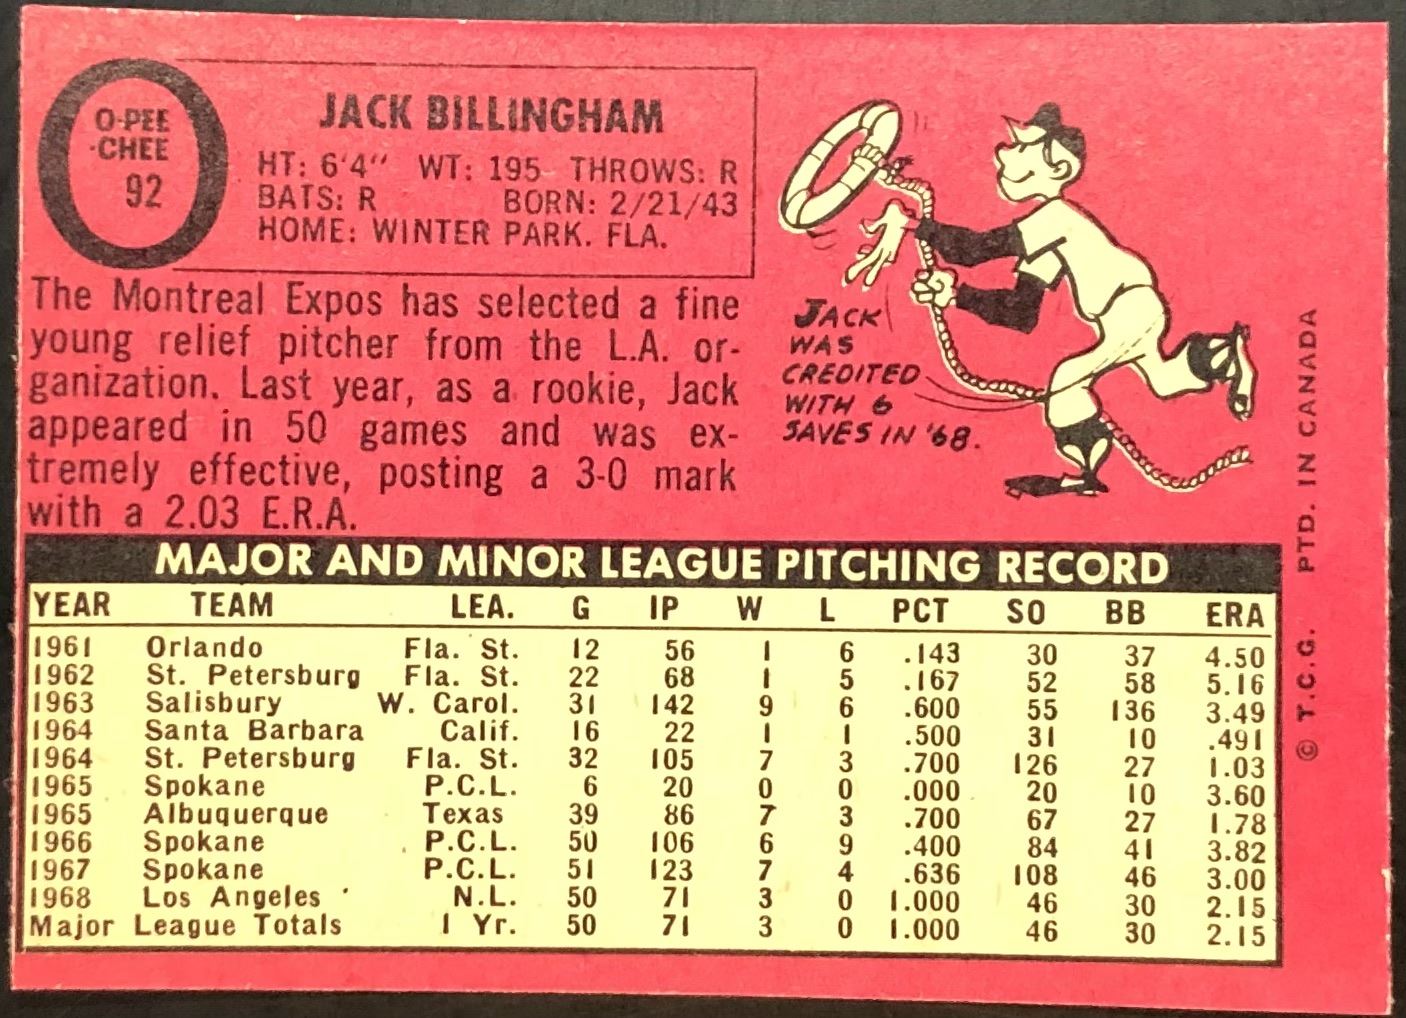 O-PEE
-CHEE
92
JACK BILLINGHAM
HT: 6'4" WT: 195 THROWS: R
BATS: R BORN: 2/21/43
HOME: WINTER PARK. FLA.
The Montreal Expos has selected a fine
young relief pitcher from the L.A. or-
ganization. Last year, as a rookie, Jack
appeared in 50 games and was ex-
tremely effective, posting a 3-0 mark
with a 2.03 E.R.A.
JACK
WAS
CREDITED
WITH 6
SAVES IN '68.
MAJOR AND MINOR LEAGUE PITCHING RECORD
YEAR TEAM LEA. G IP W L PCT SO BB ERA
1961 Orlando Fla. St. 12 56 1 6 .143 30 37 4.50
1962 St. Petersburg Fla. St. 22 68 1 5 .167 52 58 5.16
1963 Salisbury W. Carol. 31 142 9 6 .600 55 136 3.49
1964 Santa Barbara Calif. 16 22 1 1 .500 31 10 .491
1964 St. Petersburg Fla. St. 32 105 7 3 .700 126 27 1.03
1965 Spokane P.C.L. 6 20 0 0 .000 20 10 3.60
1965 Albuquerque Texas 39 86 7 3 .700 67 27 1.78
1966 Spokane P.C.L. 50 106 6 9 .400 84 41 3.82
1967 Spokane P.C.L. 51 123 7 4 .636 108 46 3.00
1968 Los Angeles N.L. 50 71 3 0 1.000 46 30 2.15
Major League Totals 1 Yr. 50 71 3 0 1.000 46 30 2.15
© T.C.G. PTD. IN CANADA